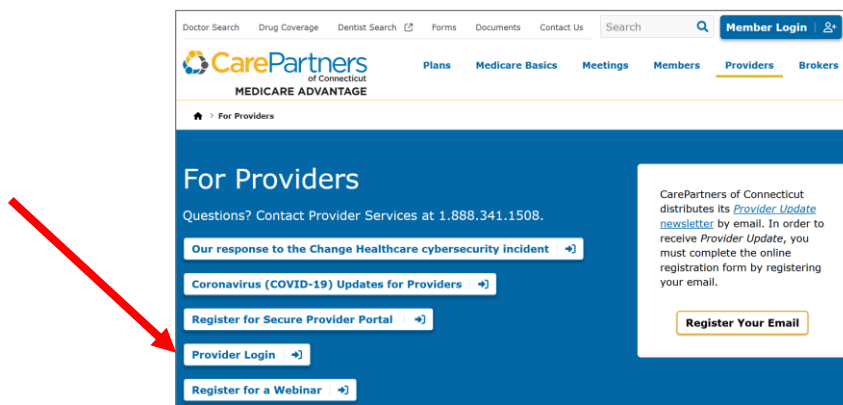 Doctor Search Drug Coverage Dentist Search Forms Documents Contact Us Search Member Login
CarePartners
of Connecticut
MEDICARE ADVANTAGE
Plans Medicare Basics Meetings Members Providers Brokers
> For Providers
For Providers
Questions? Contact Provider Services at 1.888.341.1508.
Our response to the Change Healthcare cybersecurity incident
Coronavirus (COVID-19) Updates for Providers
Register for Secure Provider Portal
Provider Login
Register for a Webinar
CarePartners of Connecticut
distributes its Provider Update
newsletter by email. In order to
receive Provider Update, you
must complete the online
registration form by registering
your email.
Register Your Email